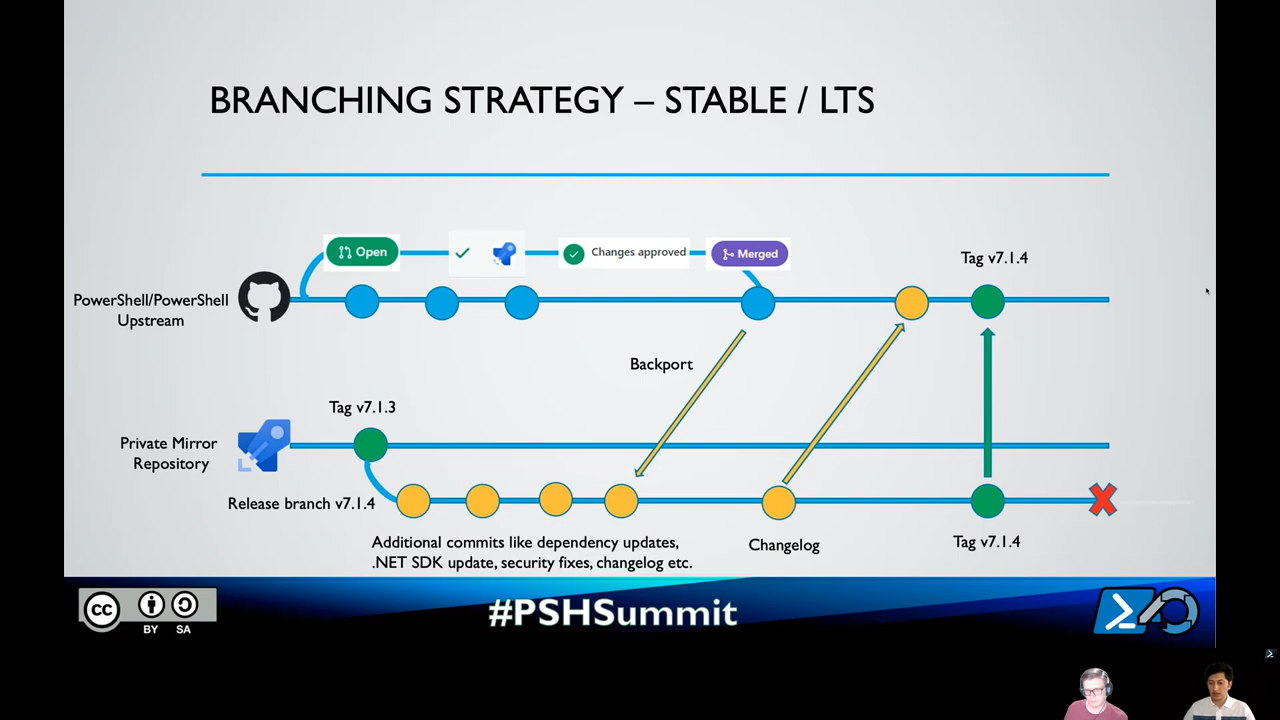 BRANCHING STRATEGY – STABLE / LTS
Open
Changes approved
Merged
Tag v7.1.4
PowerShell/PowerShell
Upstream
Backport
Tag v7.1.3
Private Mirror
Repository
Release branch v7.1.4
Additional commits like dependency updates,
.NET SDK update, security fixes, changelog etc.
Changelog
Tag v7.1.4
cc
BY SA
#PSHSummit